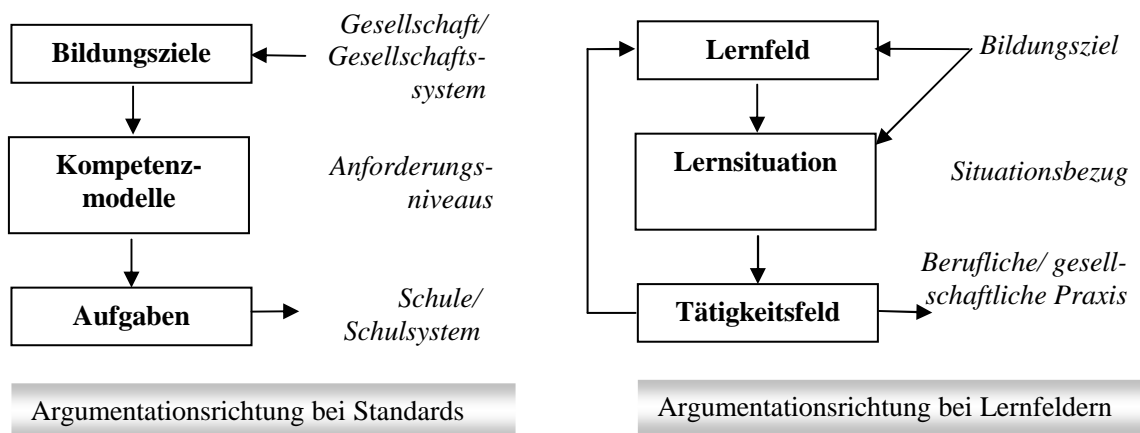 Bildungsziele
Gesellschaft/
Gesellschafts-
system
Kompetenz-
modelle
Anforderungs-
niveaus
Aufgaben
Schule/
Schulsystem
Argumentationsrichtung bei Standards
Lernfeld
Bildungsziel
Lernsituation
Situationsbezug
Tätigkeitsfeld
Berufliche/ gesell-
schaftliche Praxis
Argumentationsrichtung bei Lernfeldern